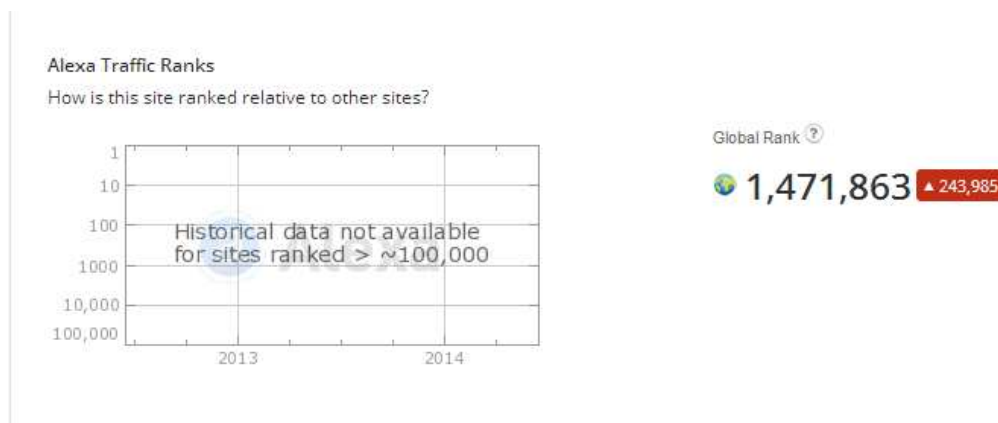 Alexa Traffic Ranks
How is this site ranked relative to other sites?
Global Rank ?
1,471,863 ▲ 243,985
1
10
100
1000
10,000
100,000
Historical data not available
for sites ranked > ~100,000
Alexa
2013 2014